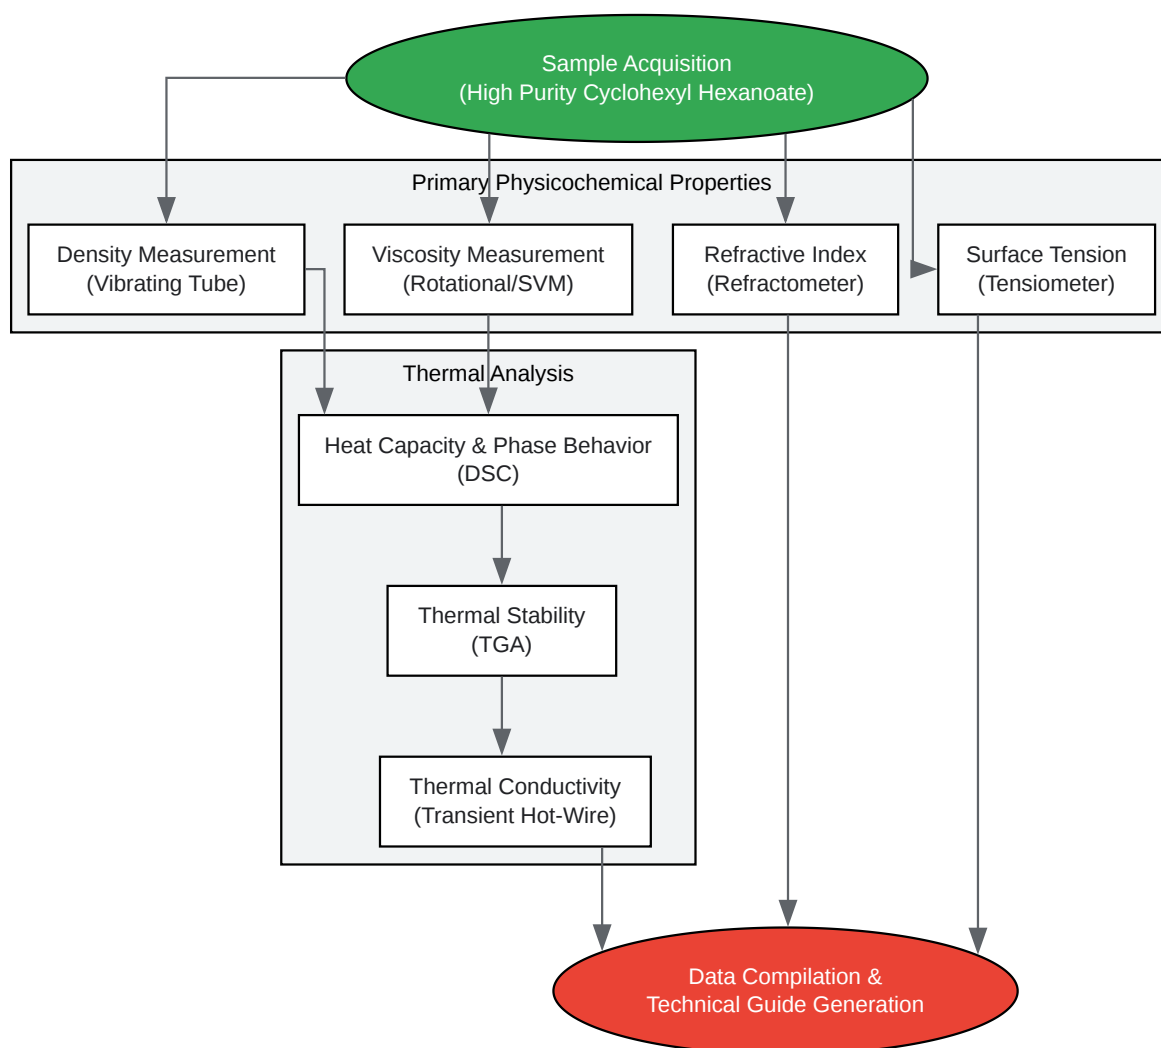 Sample Acquisition
(High Purity Cyclohexyl Hexanoate)
Primary Physicochemical Properties
Density Measurement
(Vibrating Tube)
Viscosity Measurement
(Rotational/SVM)
Refractive Index
(Refractometer)
Surface Tension
(Tensiometer)
Thermal Analysis
Heat Capacity & Phase Behavior
(DSC)
Thermal Stability
(TGA)
Thermal Conductivity
(Transient Hot-Wire)
Data Compilation &
Technical Guide Generation